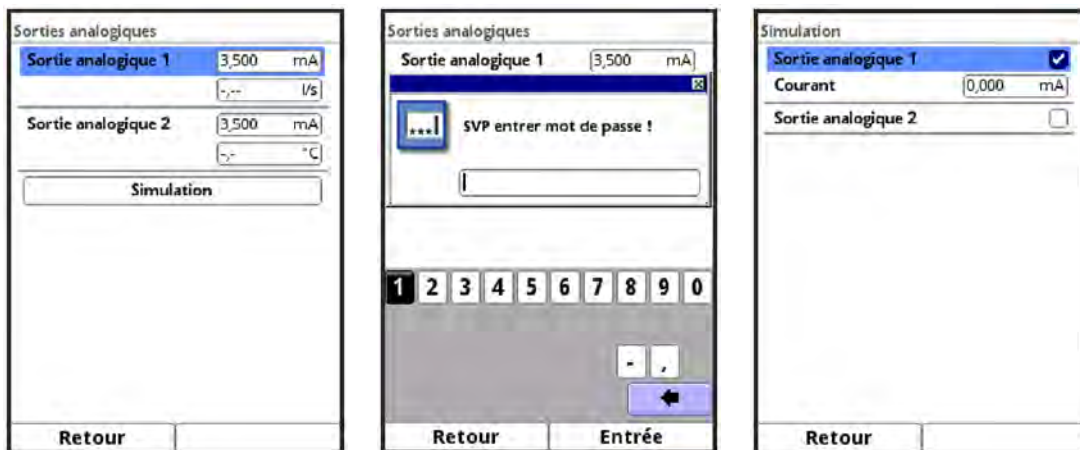 Sorties analogiques
Sortie analogique 1 3,500 mA
-,-- l/s
Sortie analogique 2 3,500 mA
-,- °C
Simulation
Retour
Sorties analogiques
Sortie analogique 1 3,500 mA
...| SVP entrer mot de passe !
1 2 3 4 5 6 7 8 9 0
- ,
Retour Entrée
Simulation
Sortie analogique 1
Courant 0,000 mA
Sortie analogique 2
Retour